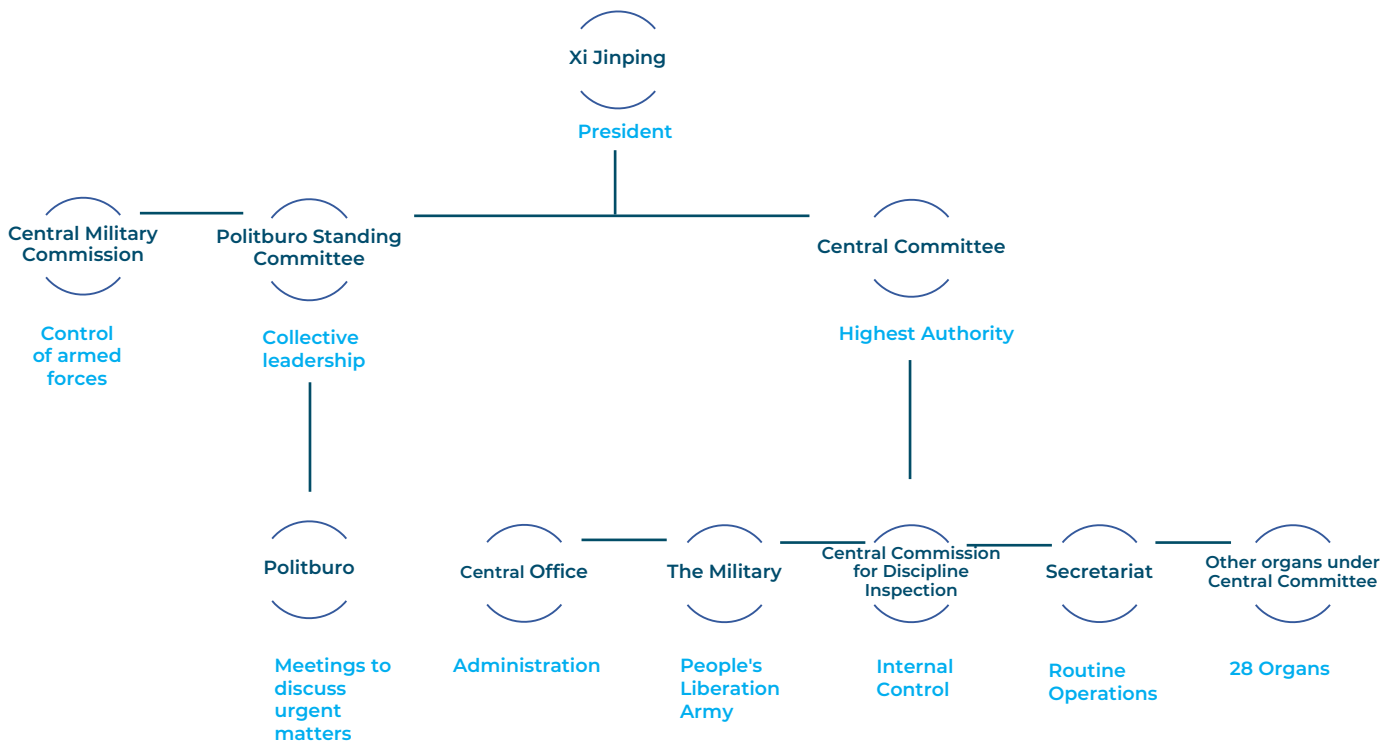 Xi Jinping
President
Central Military
Commission
Control
of armed
forces
Politburo Standing
Committee
Collective
leadership
Central Committee
Highest Authority
Politburo
Meetings to
discuss
urgent
matters
Central Office
Administration
The Military
People's
Liberation
Army
Central Commission
for Discipline
Inspection
Internal
Control
Secretariat
Routine
Operations
Other organs under
Central Committee
28 Organs